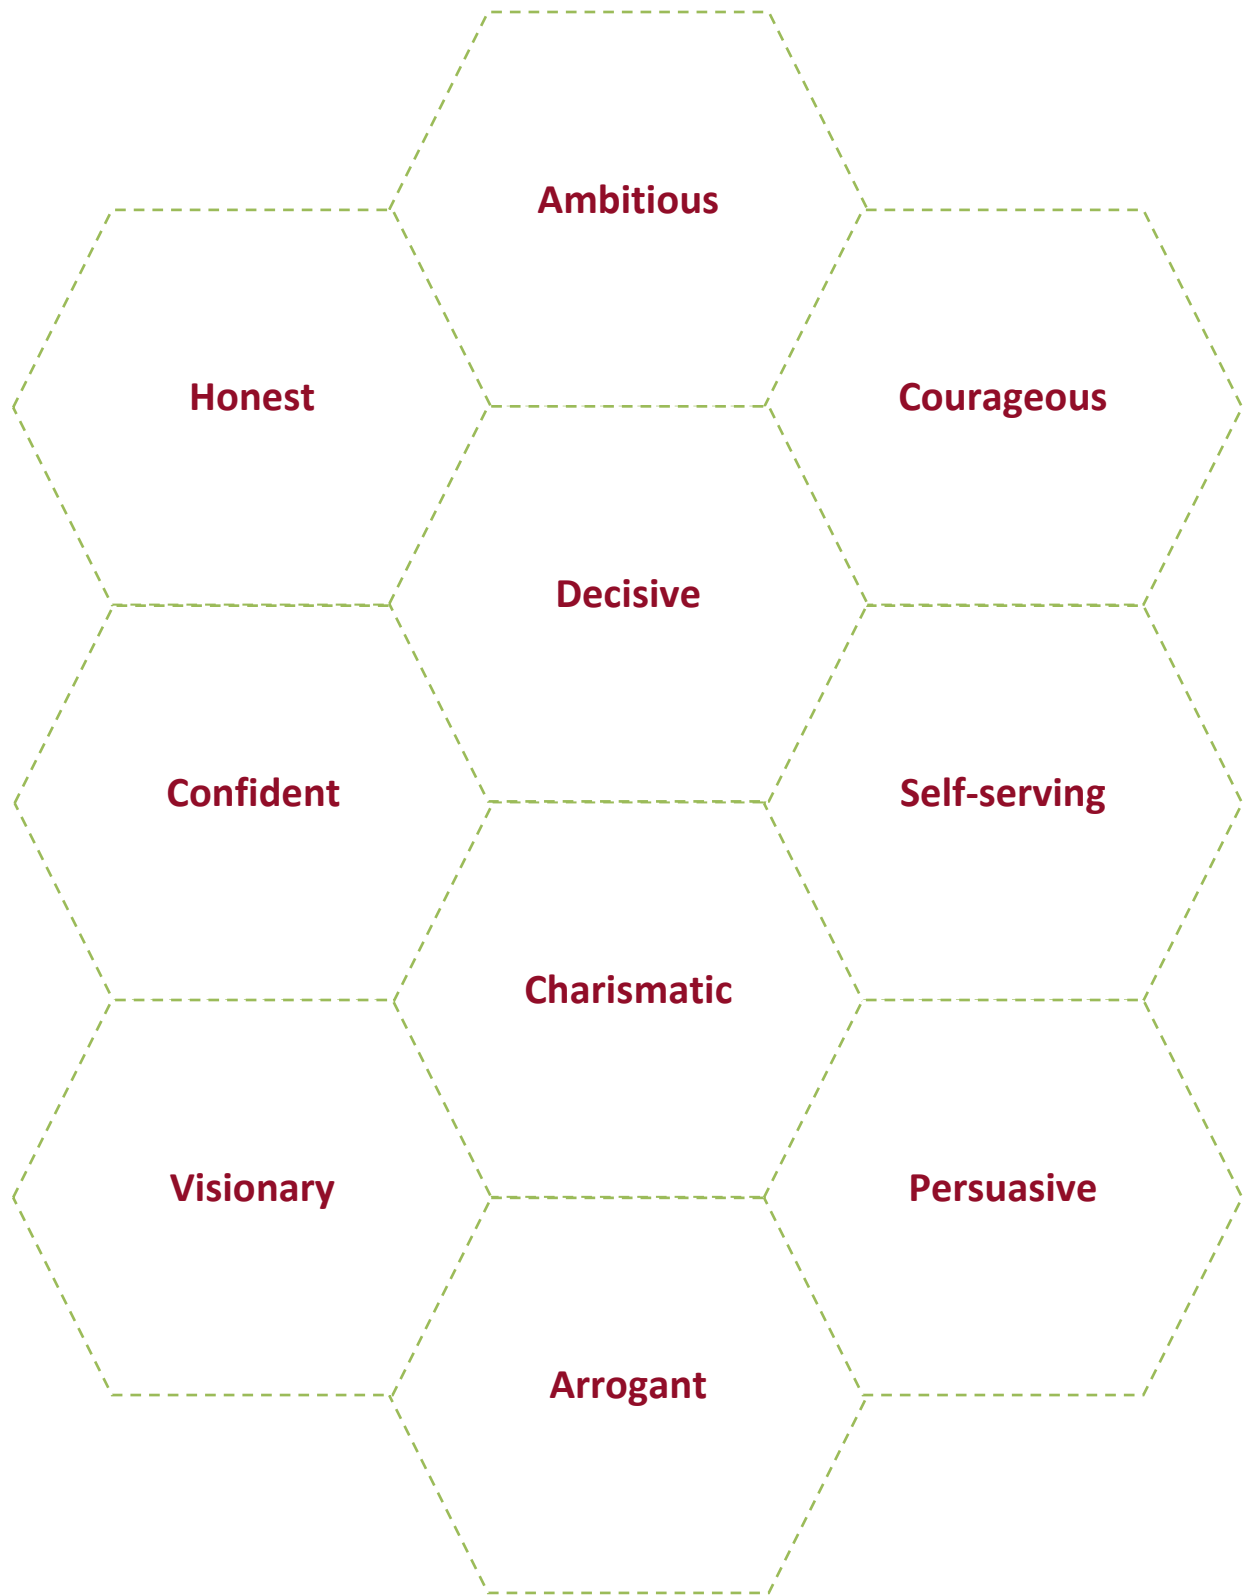 Ambitious
Honest
Courageous
Decisive
Confident
Self-serving
Charismatic
Visionary
Persuasive
Arrogant